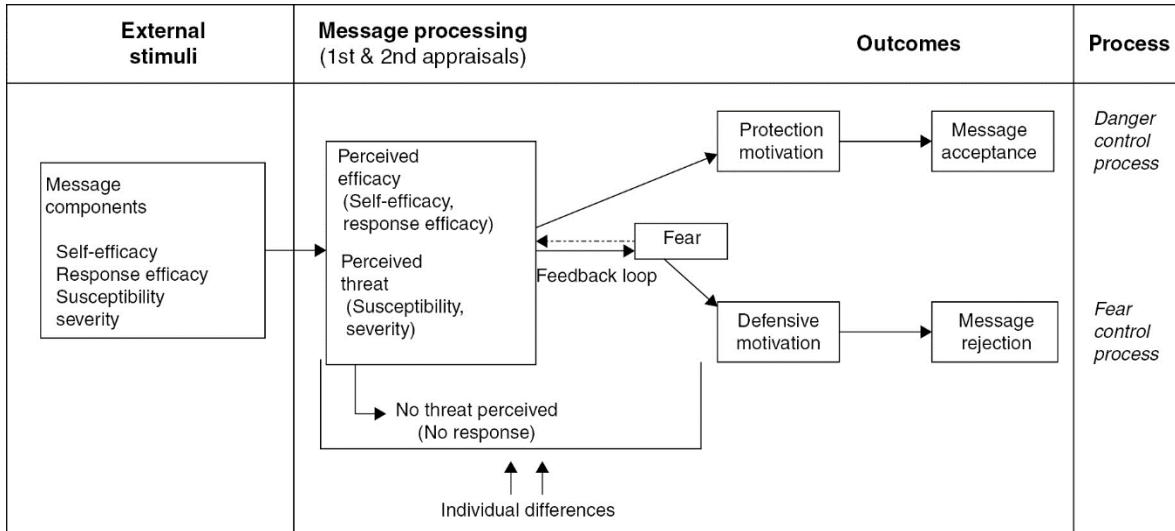 External
stimuli
Message processing
(1st & 2nd appraisals)
Outcomes
Process
Message
components
Self-efficacy
Response efficacy
Susceptibility
severity
Perceived
efficacy
(Self-efficacy,
response efficacy)
Perceived
threat
(Susceptibility,
severity)
No threat perceived
(No response)
Individual differences
Fear
Feedback loop
Protection
motivation
Message
acceptance
Defensive
motivation
Message
rejection
Danger
control
process
Fear
control
process